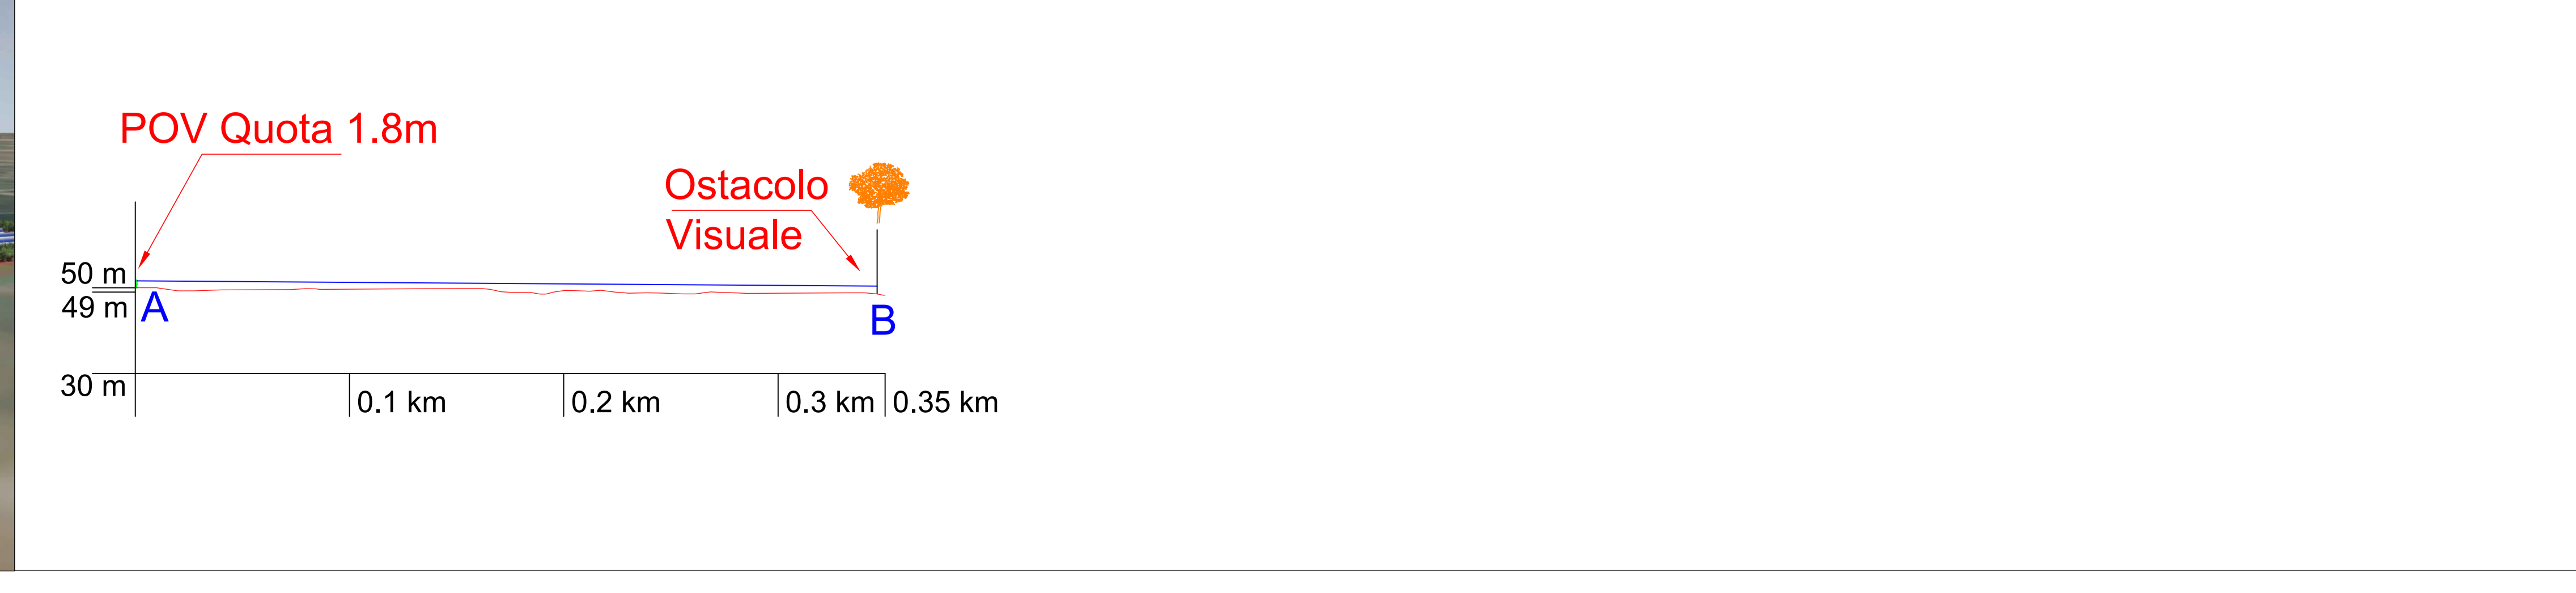 POV Quota 1.8m
Ostacolo
Visuale
50 m
49 m
A
B
30 m
0.1 km
0.2 km
0.3 km
0.35 km